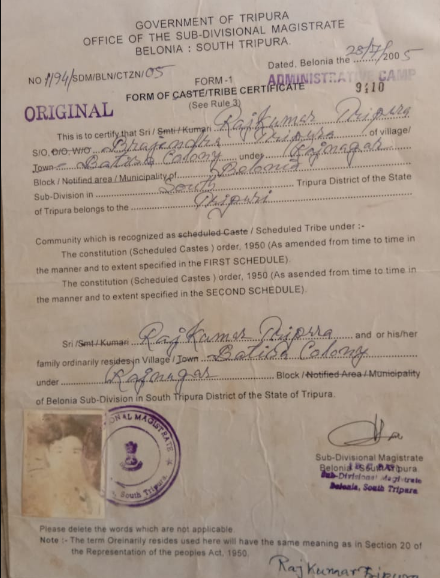 GOVERNMENT OF TRIPURA
OFFICE OF THE SUB-DIVISIONAL MAGISTRATE
BELONIA : SOUTH TRIPURA.
Dated, Belonia the 28/7/2005
NO 1194/SDM/BLN/CTZN/05
FORM -1
ADMINISTRATIVE CAMP
9110
ORIGINAL
FORM OF CASTE/TRIBE CERTIFICATE
(See Rule 3)
This is to certify that Sri / Smti / Kumari Rajkumar Tripura
S/O, D/O, W/O Tripura of village/
Town Colony under Rajnagar
Block / Notified area / Municipality of Belonia
Sub-Division in South Tripura District of the State
of Tripura belongs to the Tripuri
Community which is recognized as scheduled Caste / Scheduled Tribe under :-
The constitution (Scheduled Castes ) order, 1950 (As amended from time to time in
the manner and to extent specified in the FIRST SCHEDULE).
The constitution (Scheduled Castes ) order, 1950 (As amended from time to time in
the manner and to extent specified in the SECOND SCHEDULE).
Sri /Smt / Kumari Rajkumar Tripura and or his/her
family ordinarily resides in Village / Town Colony
under Rajnagar Block / Notified Area / Municipality
of Belonia Sub-Division in South Tripura District of the State of Tripura.
MAGISTRATE
South Tripura
Sub-Divisional Magistrate
Belonia, South Tripura.
Sub-Divisional Magistrate
Belonia, South Tripura
Please delete the words which are not applicable
Note :- The term Oreinarily resides used here will have the same meaning as in Section 20 of
the Representation of the peoples Act, 1950.
Rajkumar Tripura